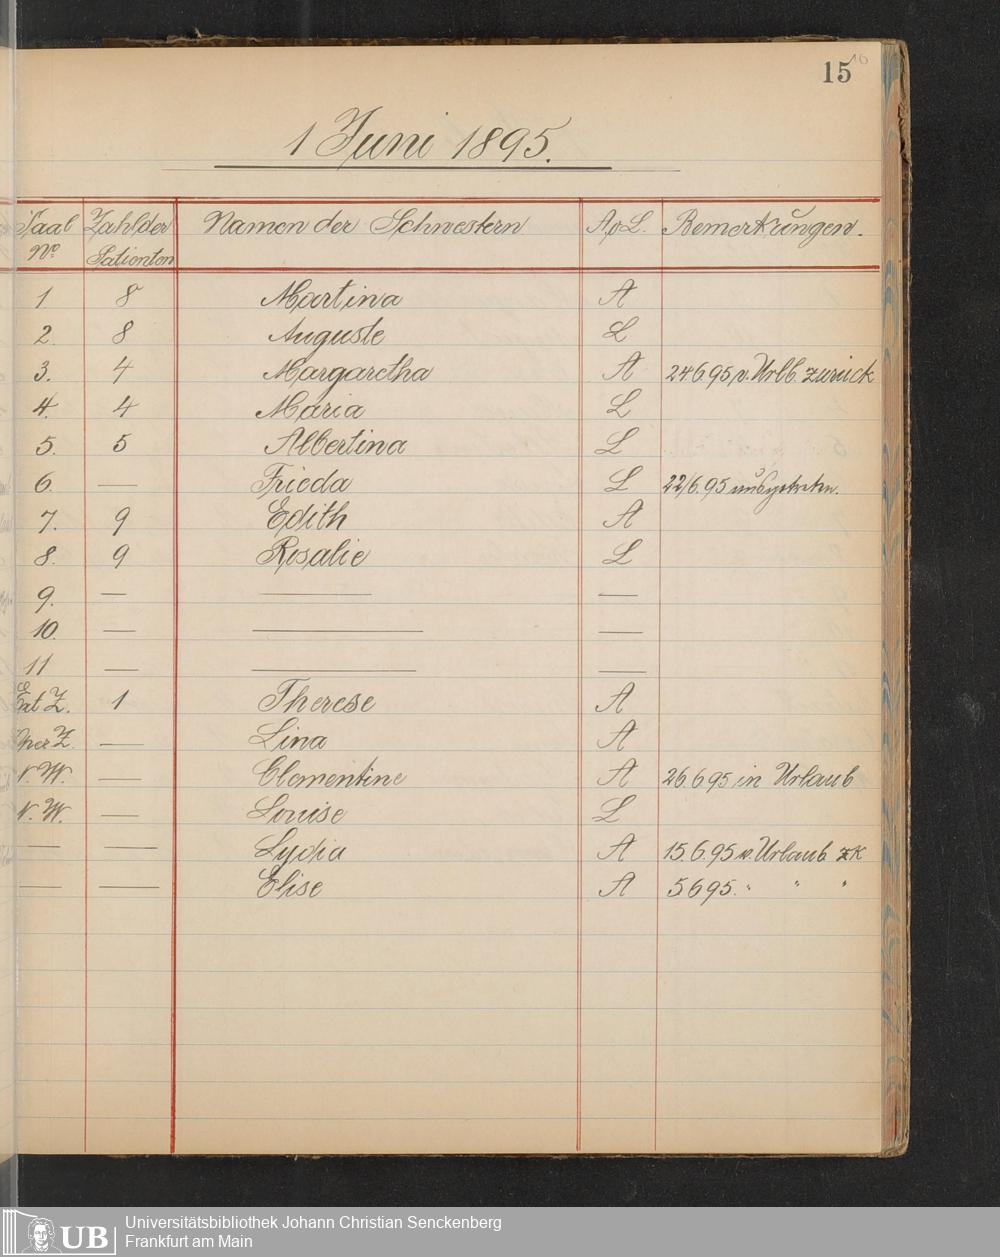 15
1 Juni 1895.
Saal No. Zahl der Patienten Namen der Schwestern A o L. Bemerkungen.
1 8 Martina A
2. 8 Auguste L
3. 4 Margaretha A 24.6.95 v. Urlb. zurück
4. 4 Maria L
5. 5 Albertina L
6. — Frieda L 22/6.95 ausgetreten.
7. 9 Edith A
8. 9 Rosalie L
9. — — —
10. — — —
11 — — —
Ext Z. 1 Therese A
Oper Z. — Lina A
N. W. — Clementine A 26.6.95 in Urlaub
N. W. — Louise L
— — Lydia A 15.6.95 v. Urlaub zk
— — Elise A 5 6 95. " " "
UB
Universitätsbibliothek Johann Christian Senckenberg
Frankfurt am Main